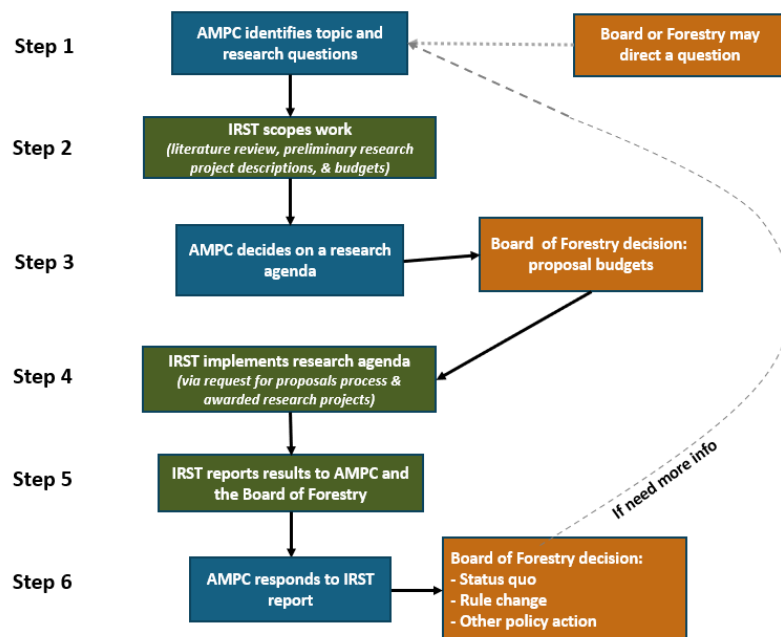 Step 1
AMPC identifies topic and
research questions
Board or Forestry may
direct a question
Step 2
IRST scopes work
(literature review, preliminary research
project descriptions, & budgets)
Step 3
AMPC decides on a research
agenda
Board  of Forestry decision:
proposal budgets
Step 4
IRST implements research agenda
(via request for proposals process &
awarded research projects)
Step 5
IRST reports results to AMPC and
the Board of Forestry
If need more info
Step 6
AMPC responds to IRST
report
Board of Forestry decision:
- Status quo
- Rule change
- Other policy action